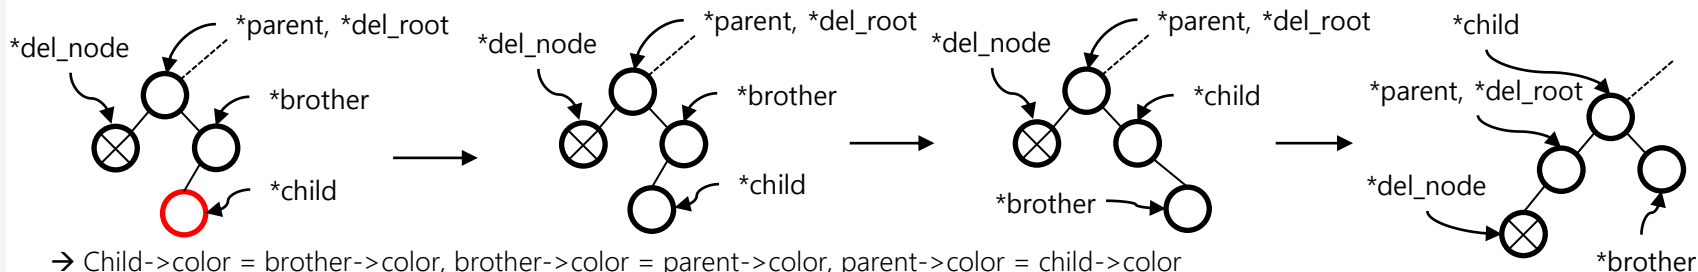 *parent, *del_root
*del_node
*brother
*child
*parent, *del_root
*del_node
*brother
*child
*parent, *del_root
*del_node
*child
*brother
*child
*parent, *del_root
*del_node
*brother
→ Child->color = brother->color, brother->color = parent->color, parent->color = child->color